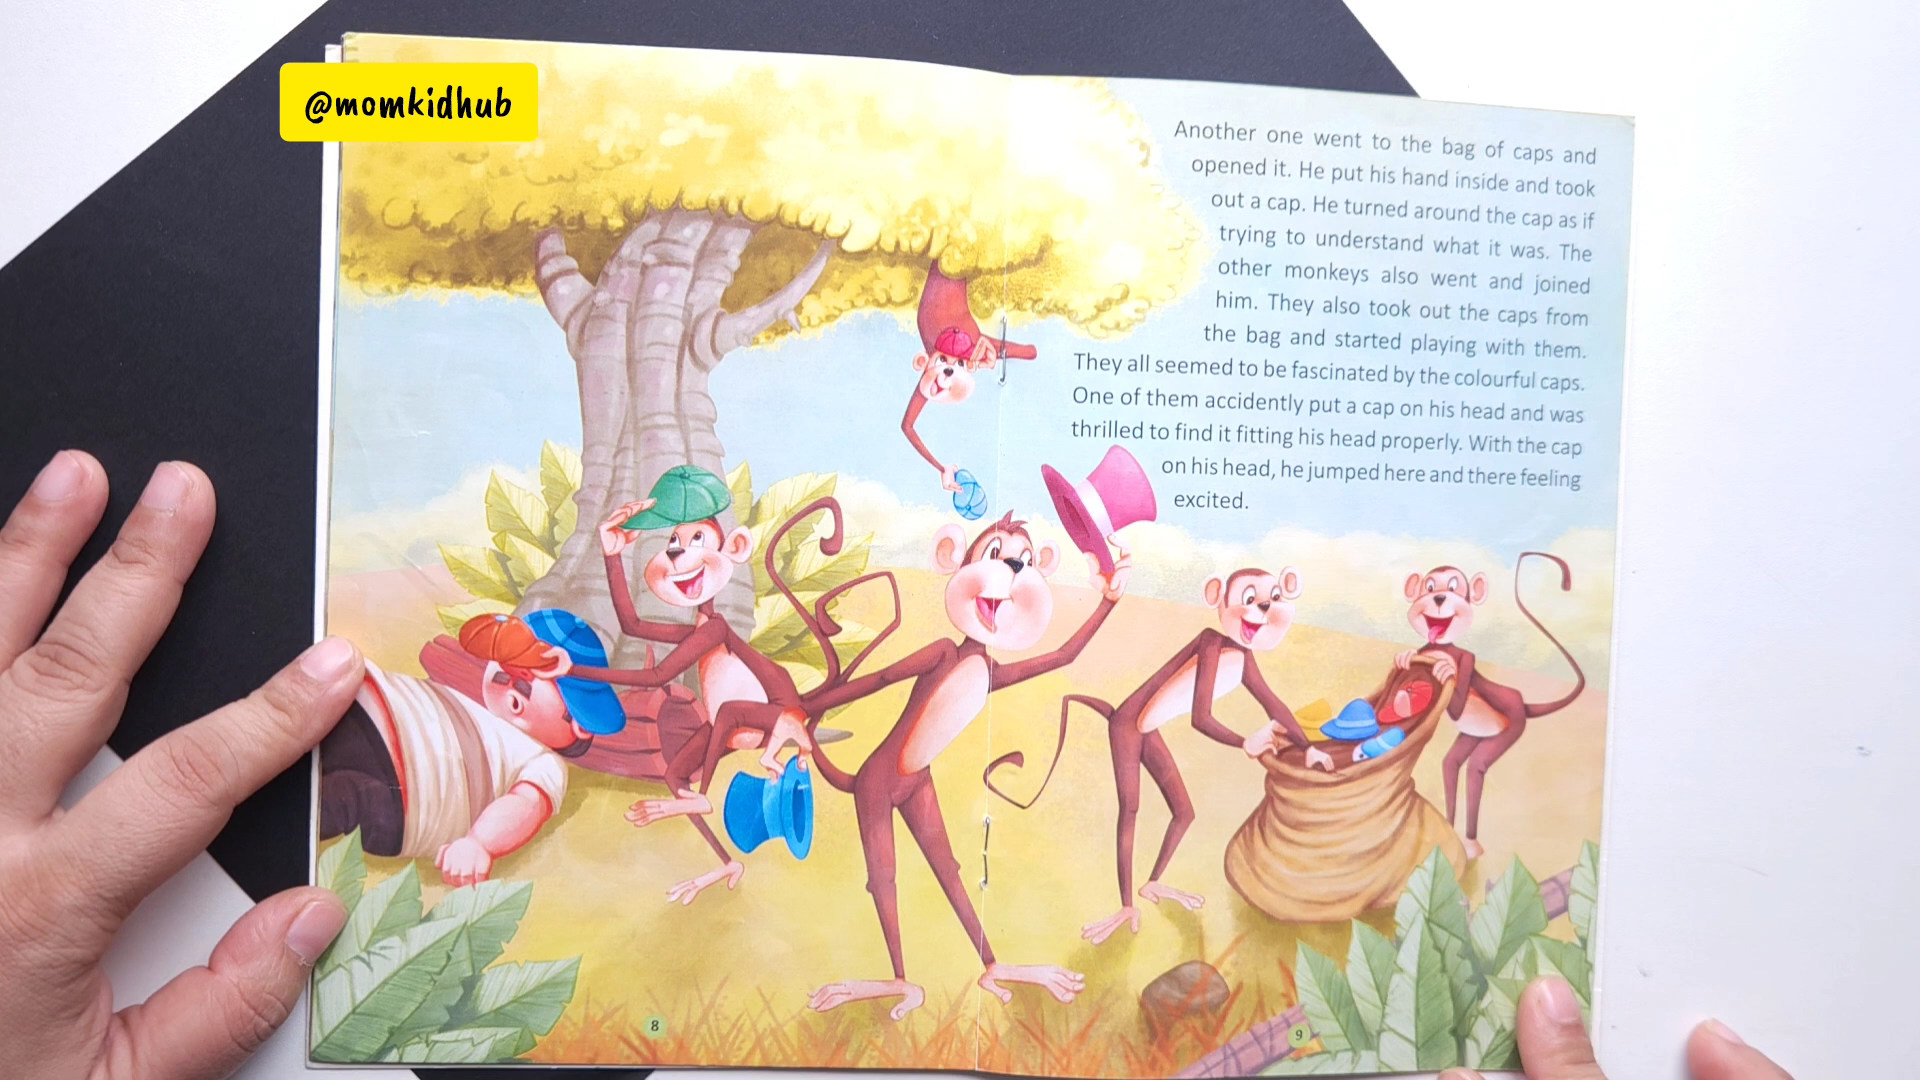 @momkidhub
Another one went to the bag of caps and
opened it. He put his hand inside and took
out a cap. He turned around the cap as if
trying to understand what it was. The
other monkeys also went and joined
him. They also took out the caps from
the bag and started playing with them.
They all seemed to be fascinated by the colourful caps.
One of them accidently put a cap on his head and was
thrilled to find it fitting his head properly. With the cap
on his head, he jumped here and there feeling
excited.
8
9